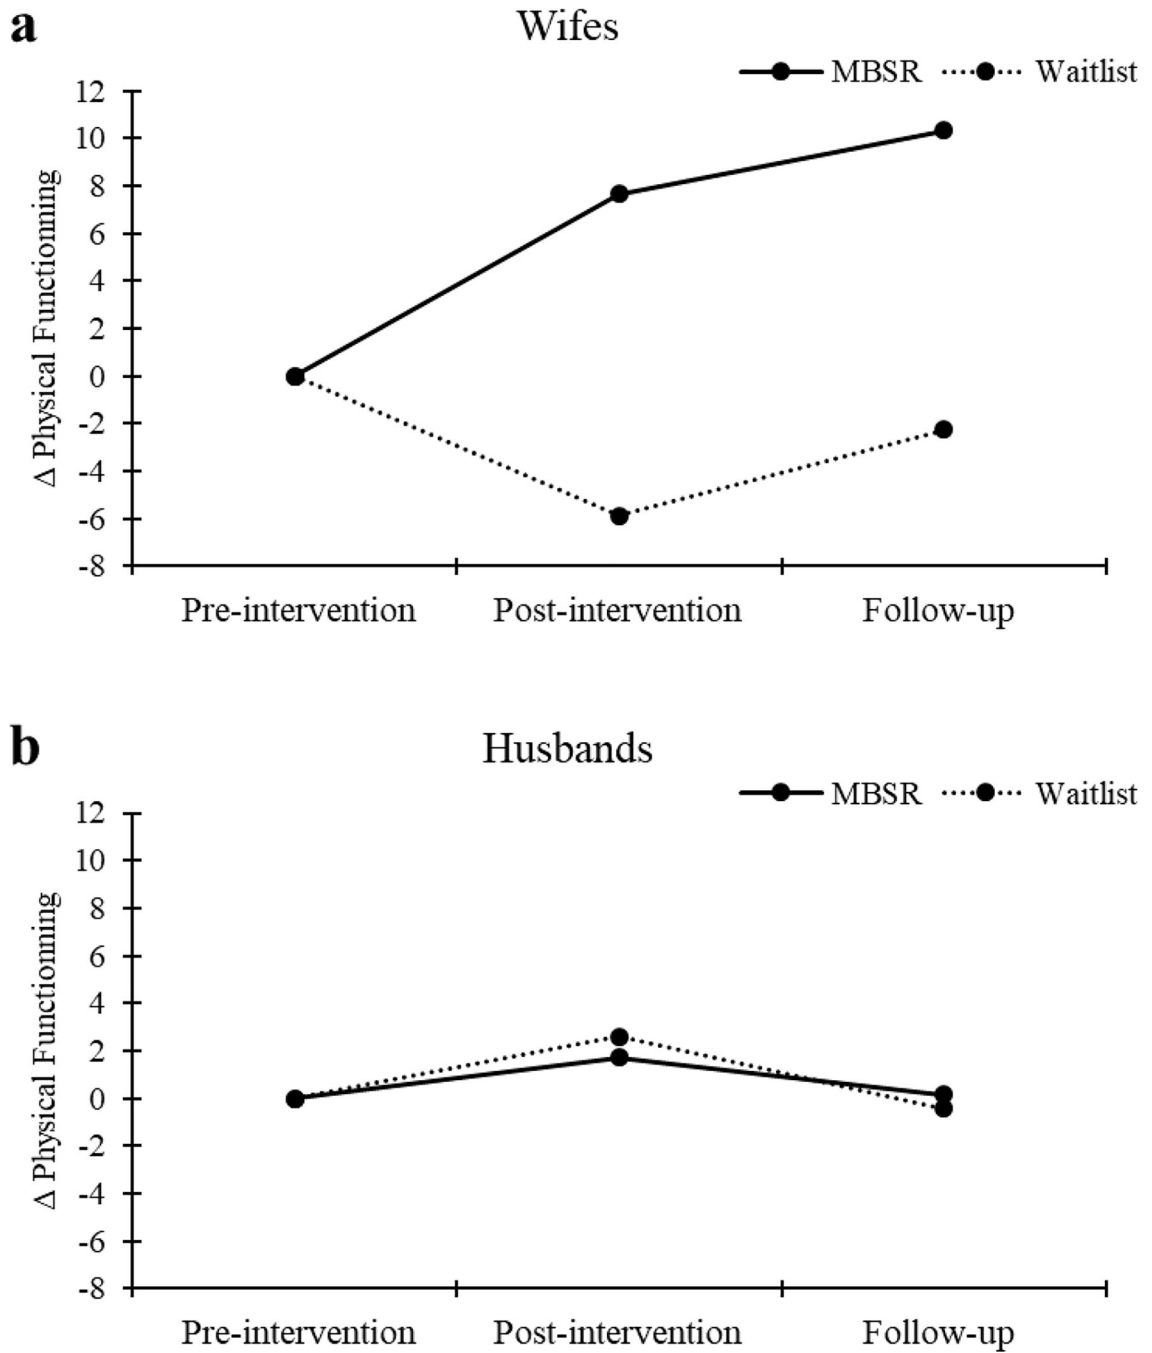 a
Wifes
MBSR Waitlist
12
10
8
6
4
2
0
-2
-4
-6
-8
Δ Physical Functionning
Pre-intervention Post-intervention Follow-up
b
Husbands
MBSR Waitlist
12
10
8
6
4
2
0
-2
-4
-6
-8
Δ Physical Functionning
Pre-intervention Post-intervention Follow-up